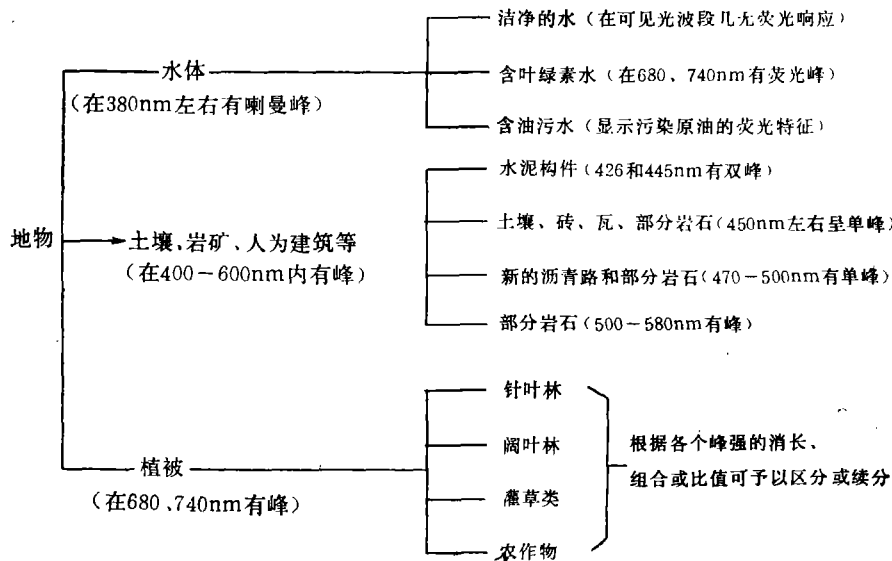 地物
水体
（在380nm左右有喇曼峰）
洁净的水（在可见光波段几无荧光响应）
含叶绿素水（在680、740nm有荧光峰）
含油污水（显示污染原油的荧光特征）
土壤、岩矿、人为建筑等
（在400－600nm内有峰）
水泥构件（426和445nm有双峰）
土壤、砖、瓦、部分岩石（450nm左右呈单峰）
新的沥青路和部分岩石（470－500nm有单峰）
部分岩石（500－580nm有峰）
植被
（在680、740nm有峰）
针叶林
阔叶林
灌草类
农作物
根据各个峰强的消长、
组合或比值可予以区分或续分